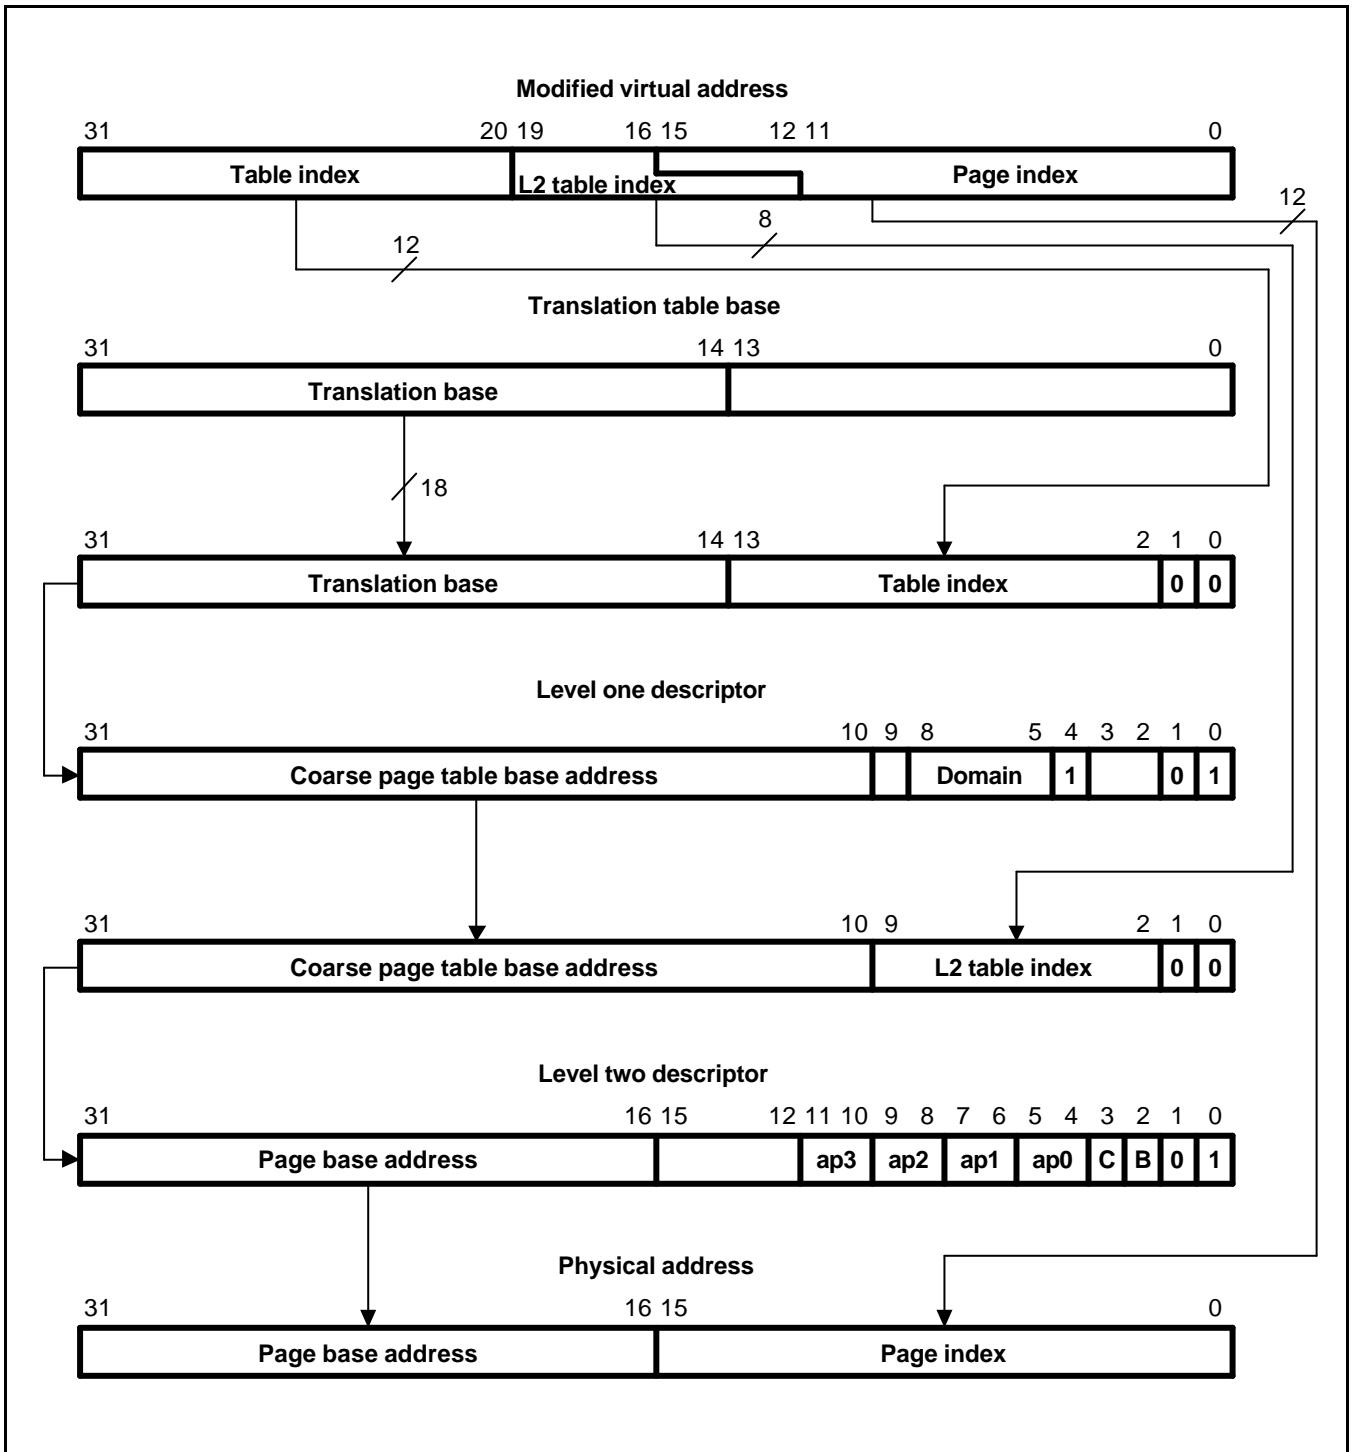 Modified virtual address
31 20 19 16 15 12 11 0
Table index L2 table index Page index
12
8
12
Translation table base
31 14 13 0
Translation base
18
31 14 13 2 1 0
Translation base Table index 0 0
Level one descriptor
31 10 9 8 5 4 3 2 1 0
Coarse page table base address Domain 1 0 1
31 10 9 2 1 0
Coarse page table base address L2 table index 0 0
Level two descriptor
31 16 15 12 11 10 9 8 7 6 5 4 3 2 1 0
Page base address ap3 ap2 ap1 ap0 C B 0 1
Physical address
31 16 15 0
Page base address Page index